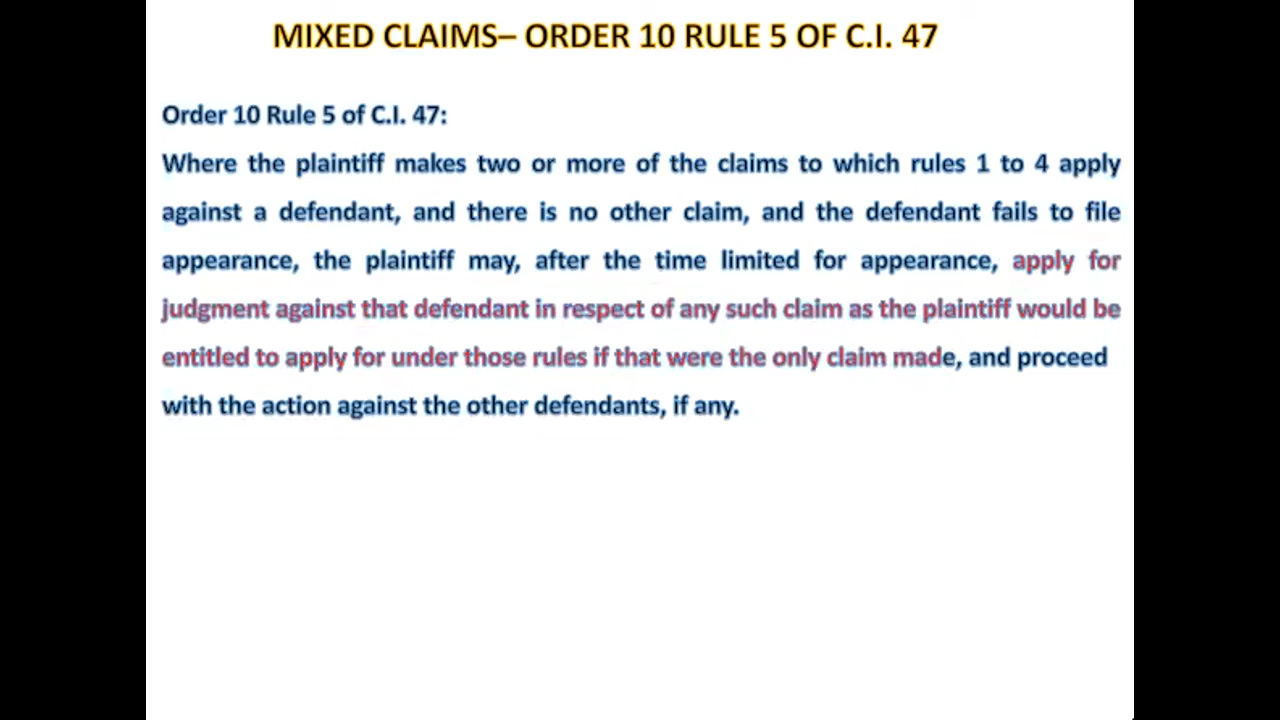 MIXED CLAIMS– ORDER 10 RULE 5 OF C.I. 47
Order 10 Rule 5 of C.I. 47:
Where the plaintiff makes two or more of the claims to which rules 1 to 4 apply
against a defendant, and there is no other claim, and the defendant fails to file
appearance, the plaintiff may, after the time limited for appearance, apply for
judgment against that defendant in respect of any such claim as the plaintiff would be
entitled to apply for under those rules if that were the only claim made, and proceed
with the action against the other defendants, if any.